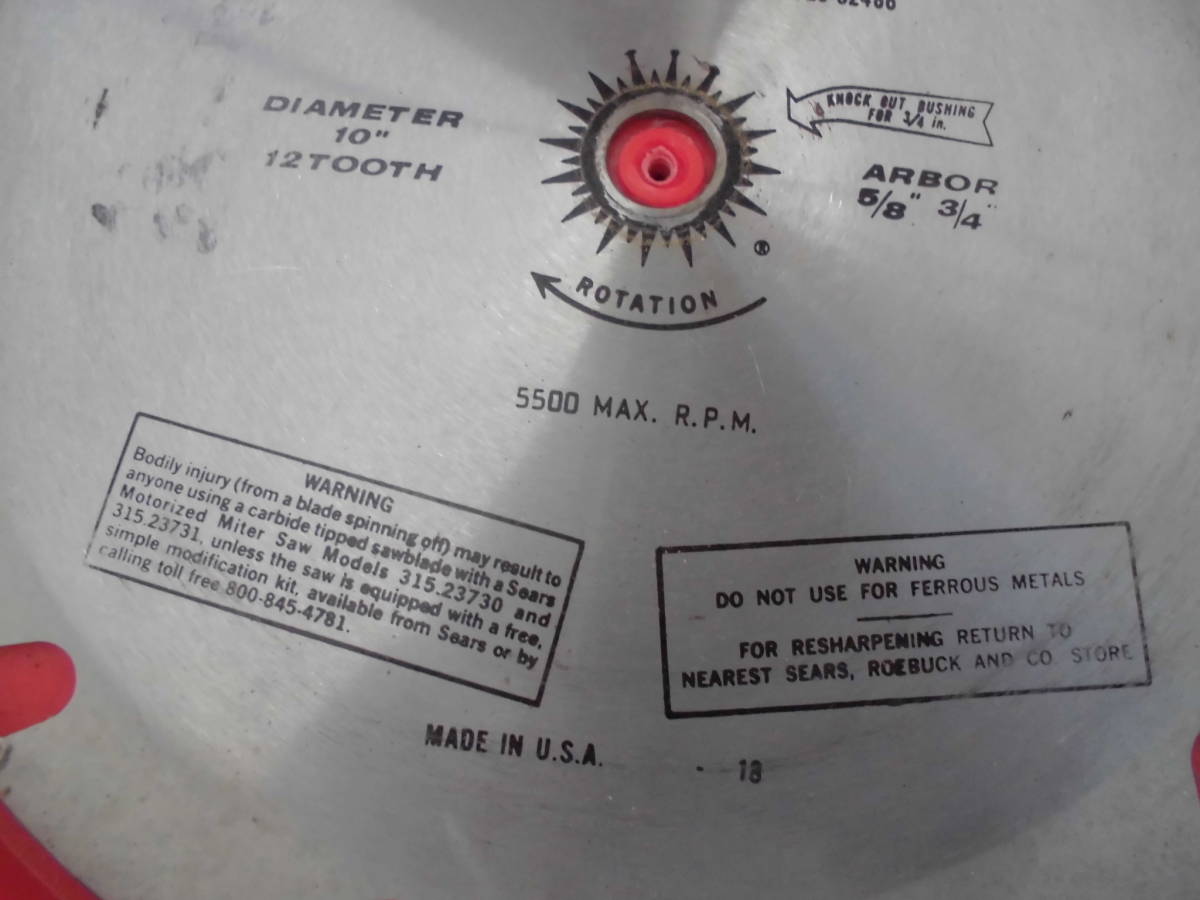 DIAMETER
10"
12 TOOTH
KNOCK OUT BUSHING
FOR 3/4 in.
ARBOR
5/8" 3/4"
®
ROTATION
5500 MAX. R.P.M.
WARNING
Bodily injury (from a blade spinning off) may result to
anyone using a carbide tipped sawblade with a Sears
Motorized Miter Saw Models 315.23730 and
315.23731, unless the saw is equipped with a free,
simple modification kit, available from Sears or by
calling toll free 800-845-4781.
WARNING
DO NOT USE FOR FERROUS METALS
FOR RESHARPENING RETURN TO
NEAREST SEARS, ROEBUCK AND CO. STORE
MADE IN U.S.A.
- 18